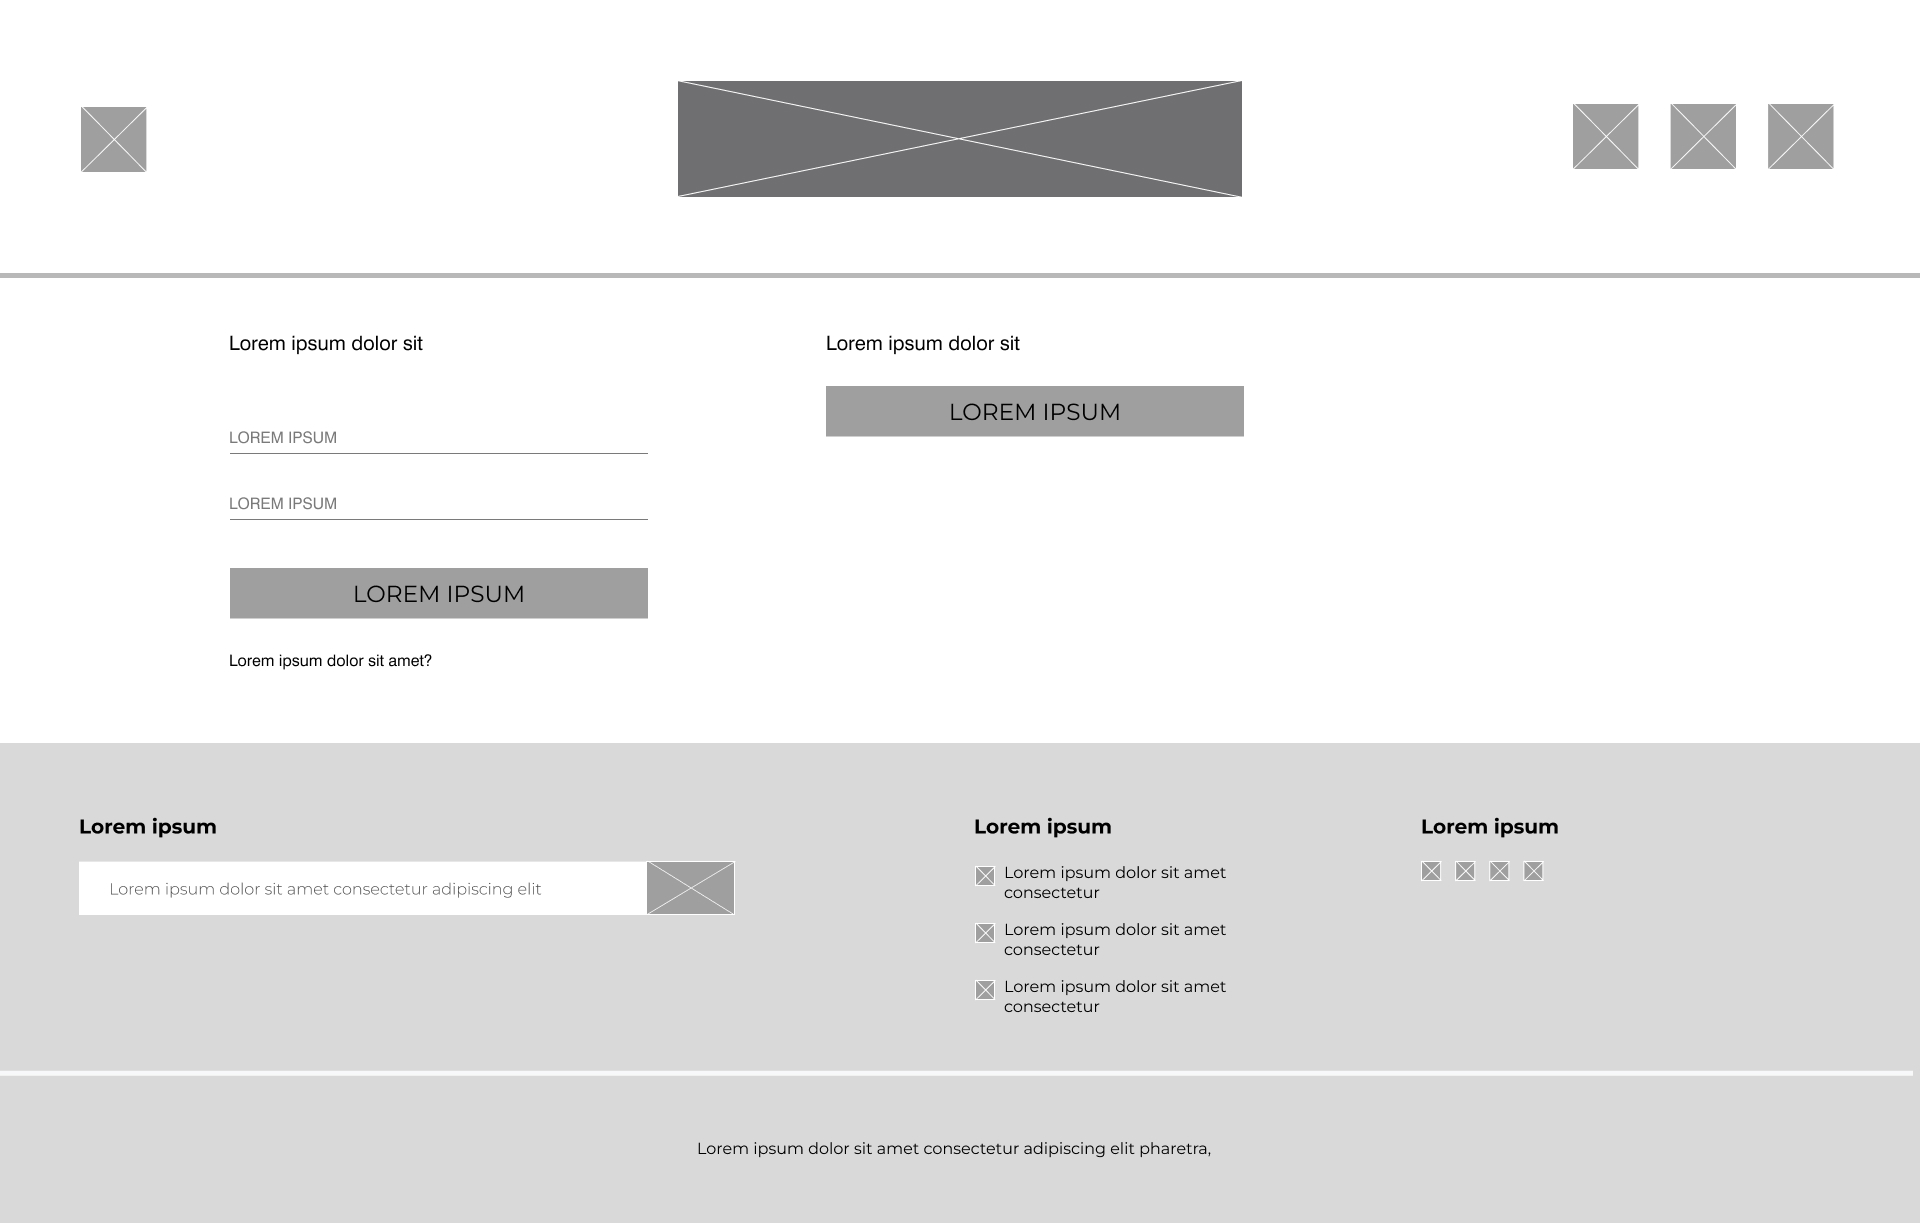 Lorem ipsum dolor sit
LOREM IPSUM
LOREM IPSUM
LOREM IPSUM
Lorem ipsum dolor sit amet?
Lorem ipsum dolor sit
LOREM IPSUM
Lorem ipsum
Lorem ipsum dolor sit amet consectetur adipiscing elit
Lorem ipsum
Lorem ipsum dolor sit amet
consectetur
Lorem ipsum dolor sit amet
consectetur
Lorem ipsum dolor sit amet
consectetur
Lorem ipsum
Lorem ipsum dolor sit amet consectetur adipiscing elit pharetra,